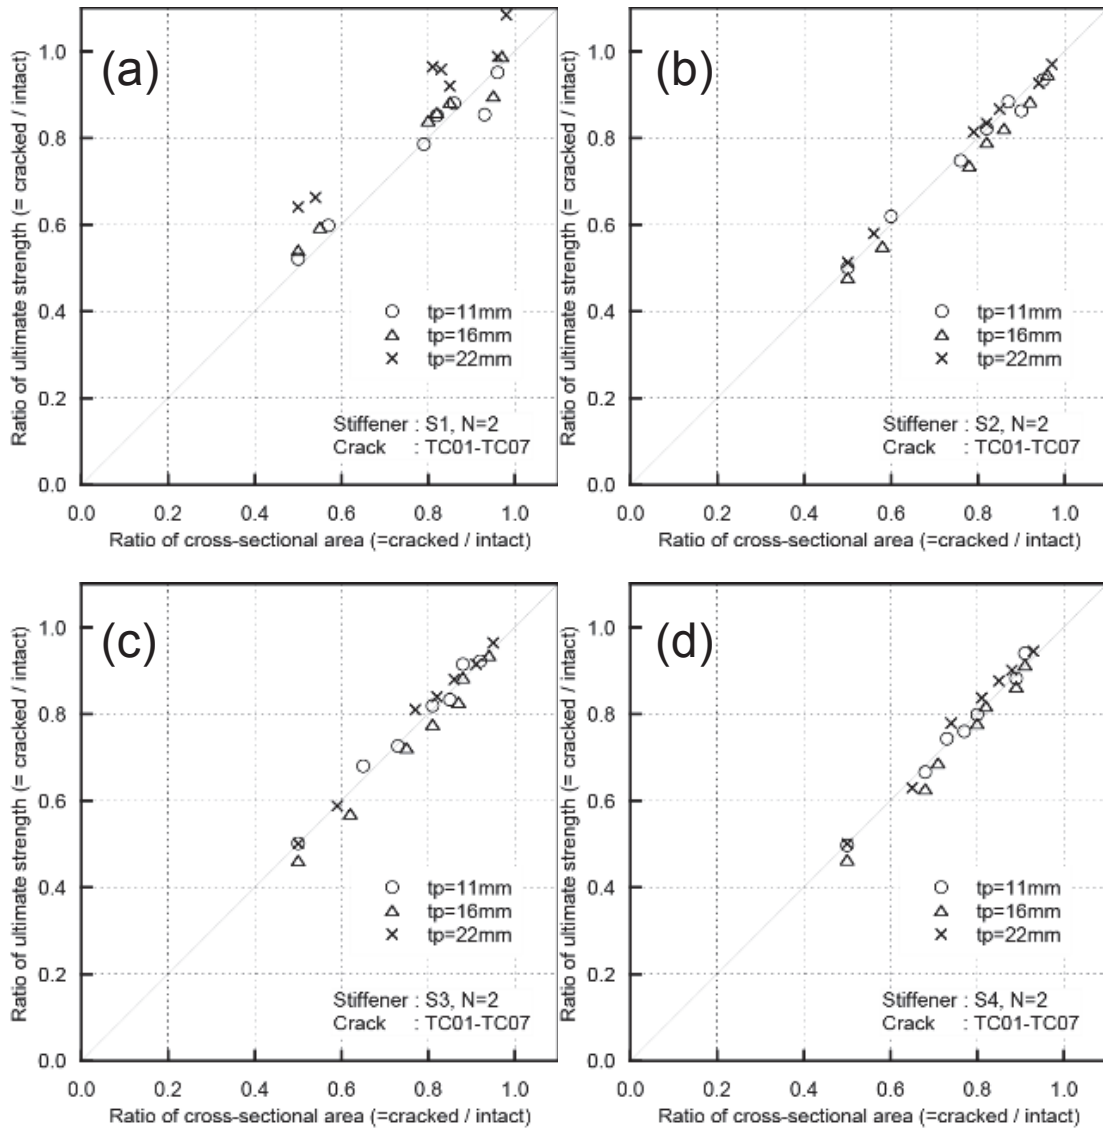 (a)
Ratio of ultimate strength (= cracked / intact)
1.0
0.8
0.6
0.4
0.2
0.0
tp=11mm
tp=16mm
tp=22mm
Stiffener : S1, N=2
Crack : TC01-TC07
0.0 0.2 0.4 0.6 0.8 1.0
Ratio of cross-sectional area (=cracked / intact)
(b)
Ratio of ultimate strength (= cracked / intact)
1.0
0.8
0.6
0.4
0.2
0.0
tp=11mm
tp=16mm
tp=22mm
Stiffener : S2, N=2
Crack : TC01-TC07
0.0 0.2 0.4 0.6 0.8 1.0
Ratio of cross-sectional area (=cracked / intact)
(c)
Ratio of ultimate strength (= cracked / intact)
1.0
0.8
0.6
0.4
0.2
0.0
tp=11mm
tp=16mm
tp=22mm
Stiffener : S3, N=2
Crack : TC01-TC07
0.0 0.2 0.4 0.6 0.8 1.0
Ratio of cross-sectional area (=cracked / intact)
(d)
Ratio of ultimate strength (= cracked / intact)
1.0
0.8
0.6
0.4
0.2
0.0
tp=11mm
tp=16mm
tp=22mm
Stiffener : S4, N=2
Crack : TC01-TC07
0.0 0.2 0.4 0.6 0.8 1.0
Ratio of cross-sectional area (=cracked / intact)